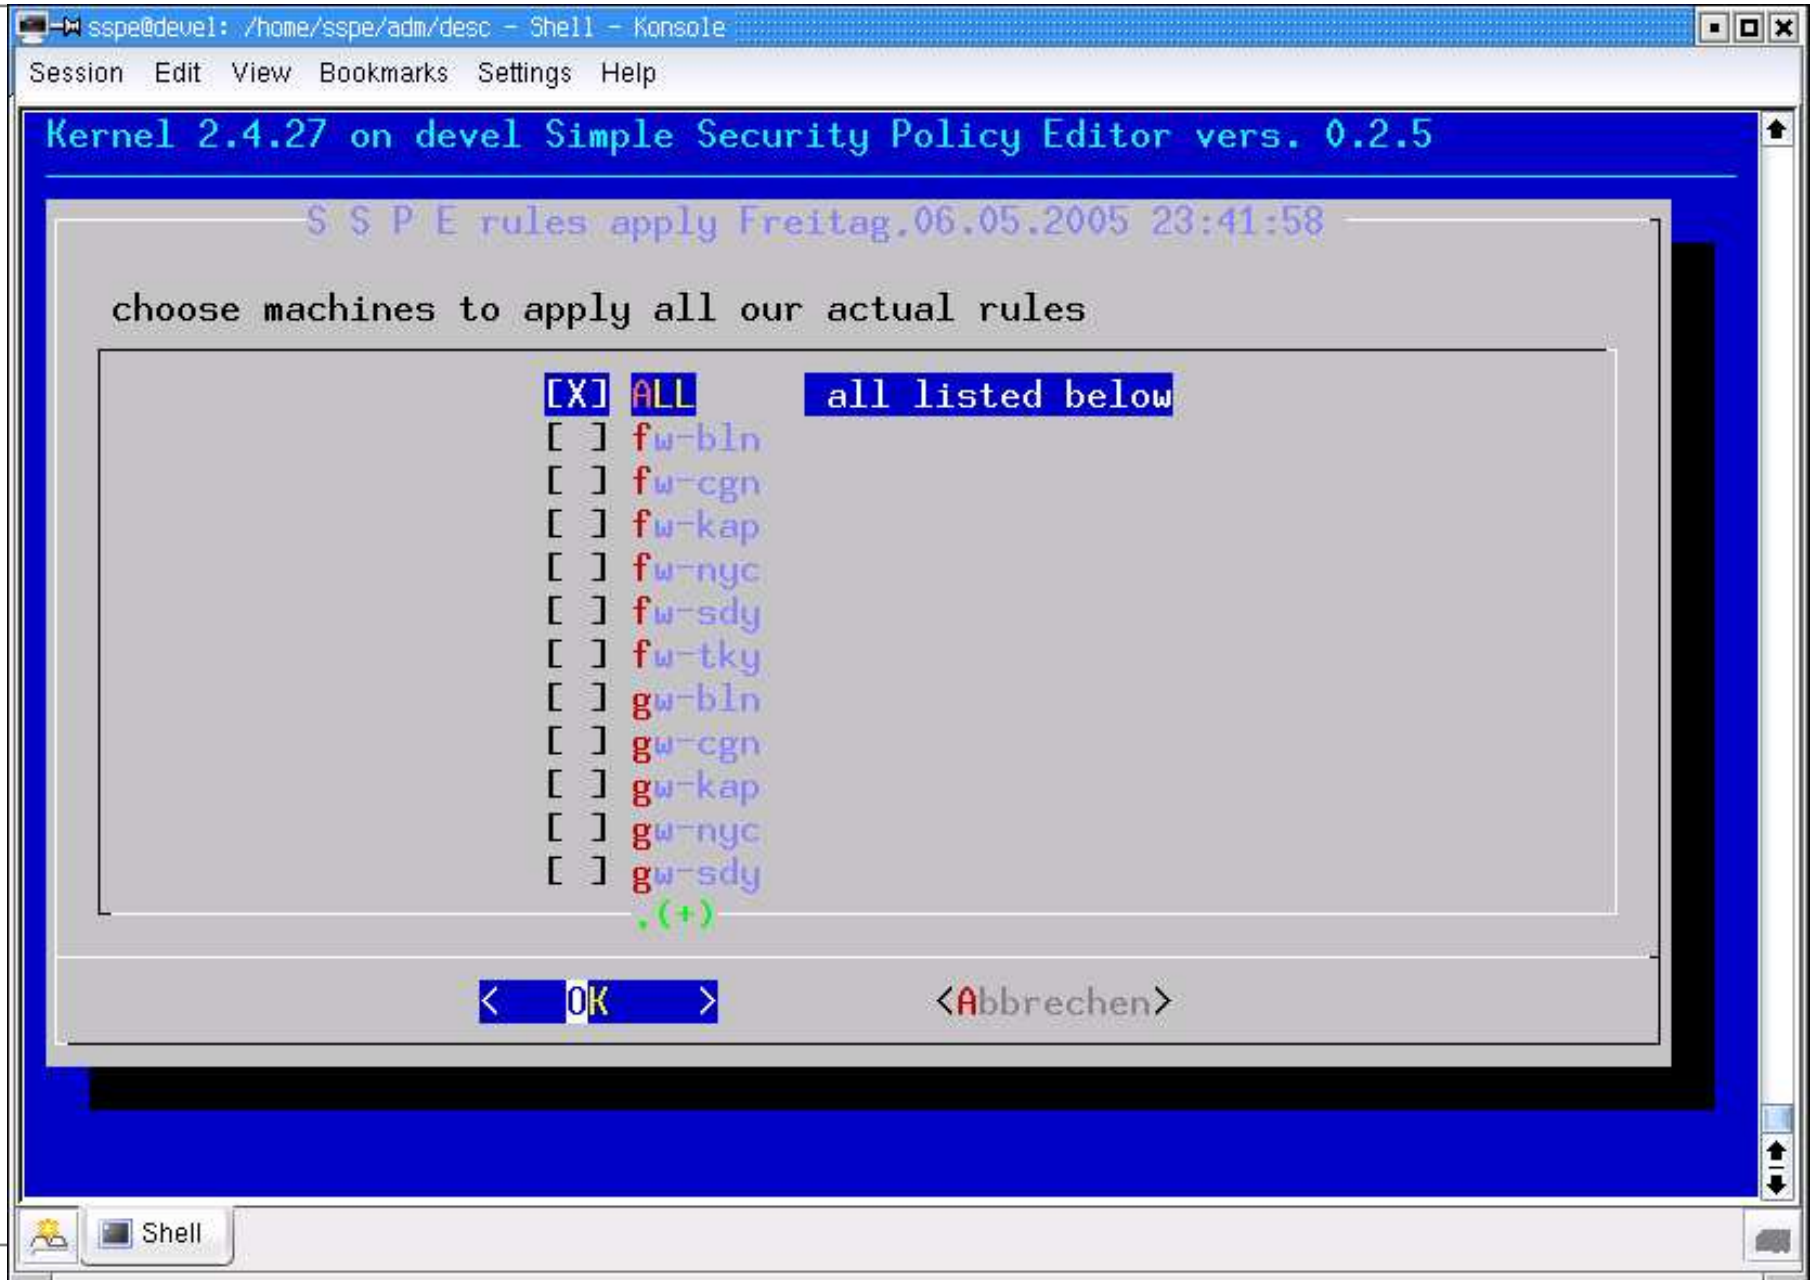 sspe@devel: /home/sspe/adm/desc - Shell - Konsole
Session Edit View Bookmarks Settings Help
Kernel 2.4.27 on devel Simple Security Policy Editor vers. 0.2.5
S S P E rules apply Freitag.06.05.2005 23:41:58
choose machines to apply all our actual rules
[X] ALL all listed below
[ ] fw-bln
[ ] fw-cgn
[ ] fw-kap
[ ] fw-nyc
[ ] fw-sdy
[ ] fw-tky
[ ] gw-bln
[ ] gw-cgn
[ ] gw-kap
[ ] gw-nyc
[ ] gw-sdy
.(+)
< OK > <Abbrechen>
Shell